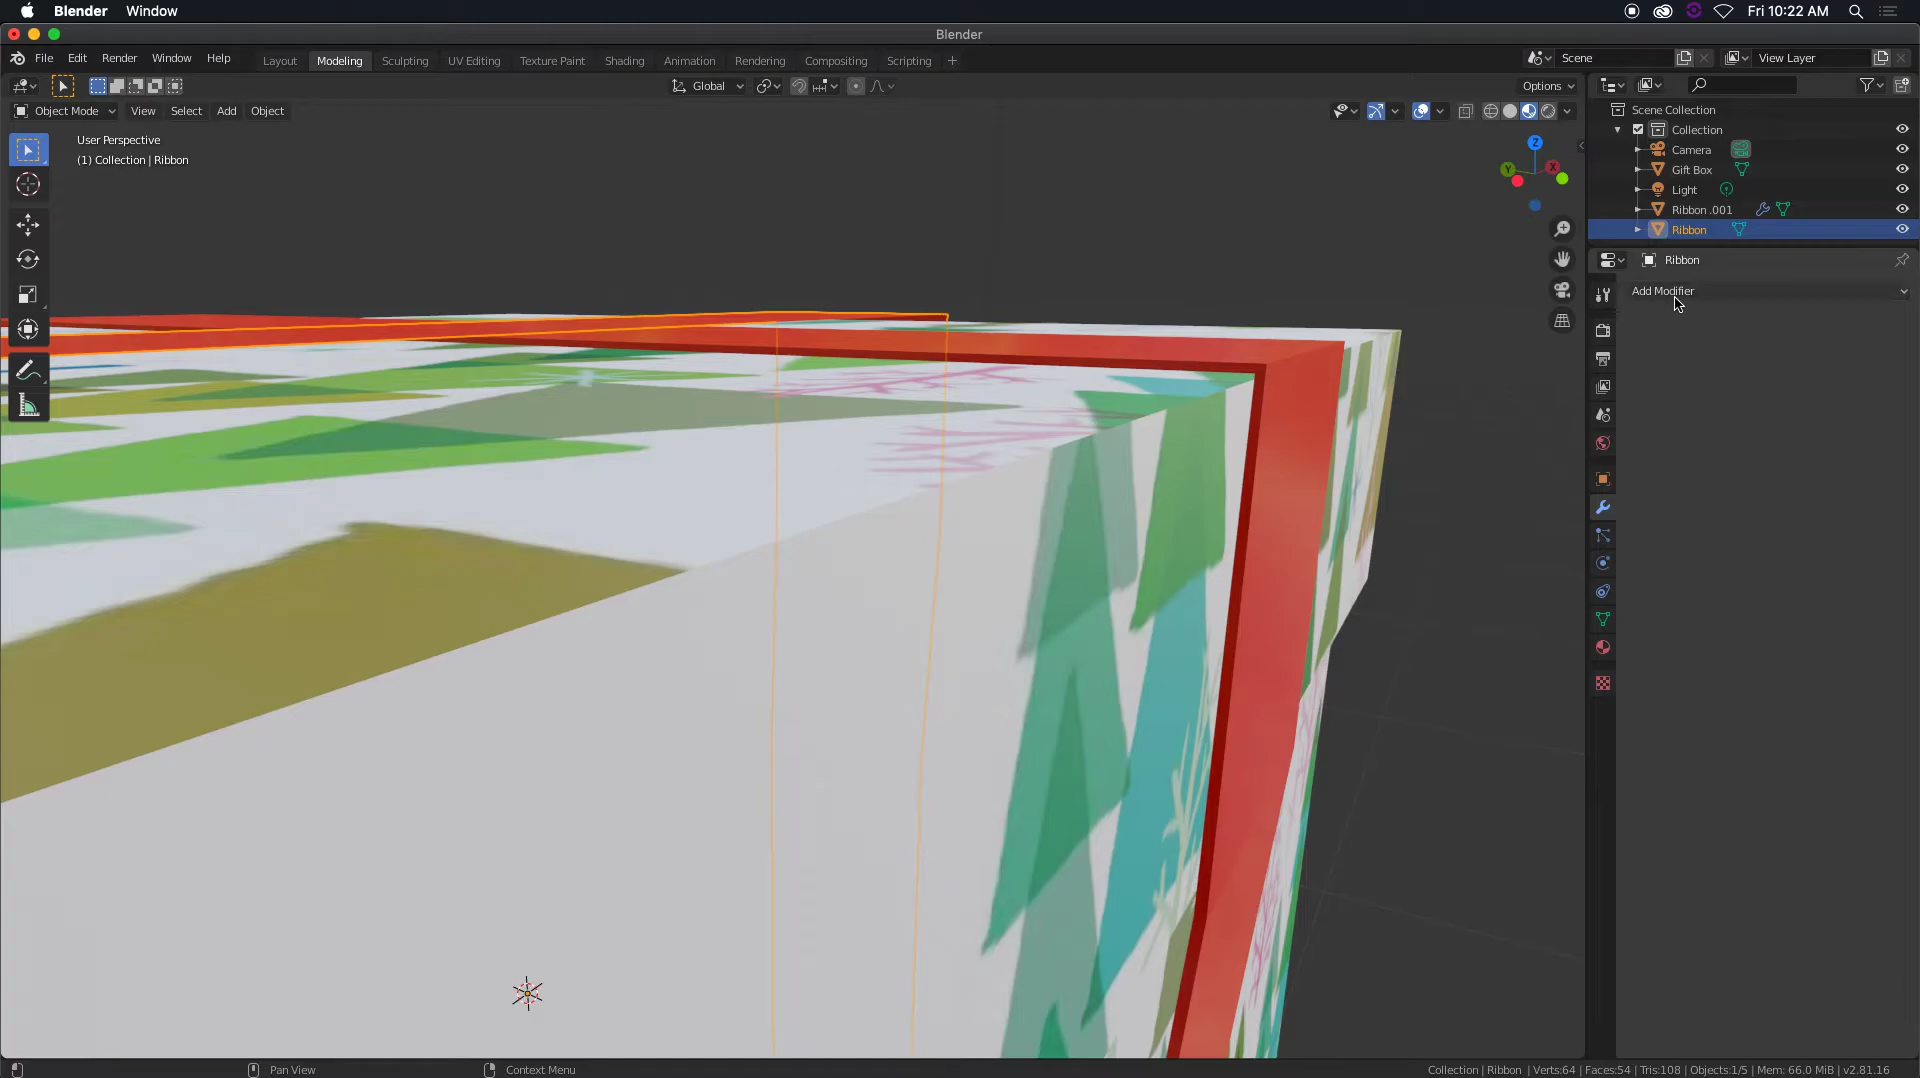 Blender Window Fri 10:22 AM
Blender
File Edit Render Window Help Layout Modeling Sculpting UV Editing Texture Paint Shading Animation Rendering Compositing Scripting + Scene View Layer
Global Options
Object Mode View Select Add Object
User Perspective
(1) Collection | Ribbon
Z
Y X
Scene Collection
Collection
Camera
Gift Box
Light
Ribbon .001
Ribbon
Ribbon
Add Modifier
Pan View Context Menu Collection | Ribbon | Verts:64 | Faces:54 | Tris:108 | Objects:1/5 | Mem: 66.0 MiB | v2.81.16